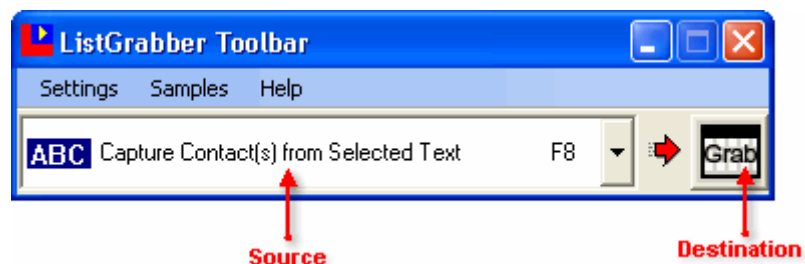 ListGrabber Toolbar
Settings Samples Help
ABC Capture Contact(s) from Selected Text F8 Grab
Source Destination